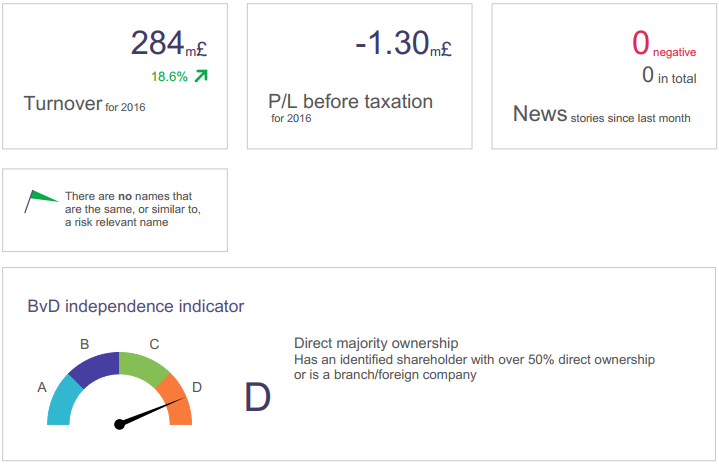 284m£
18.6%
Turnover for 2016
-1.30m£
P/L before taxation
for 2016
0 negative
0 in total
News stories since last month
There are no names that
are the same, or similar to,
a risk relevant name
BvD independence indicator
A
B
C
D
D
Direct majority ownership
Has an identified shareholder with over 50% direct ownership
or is a branch/foreign company